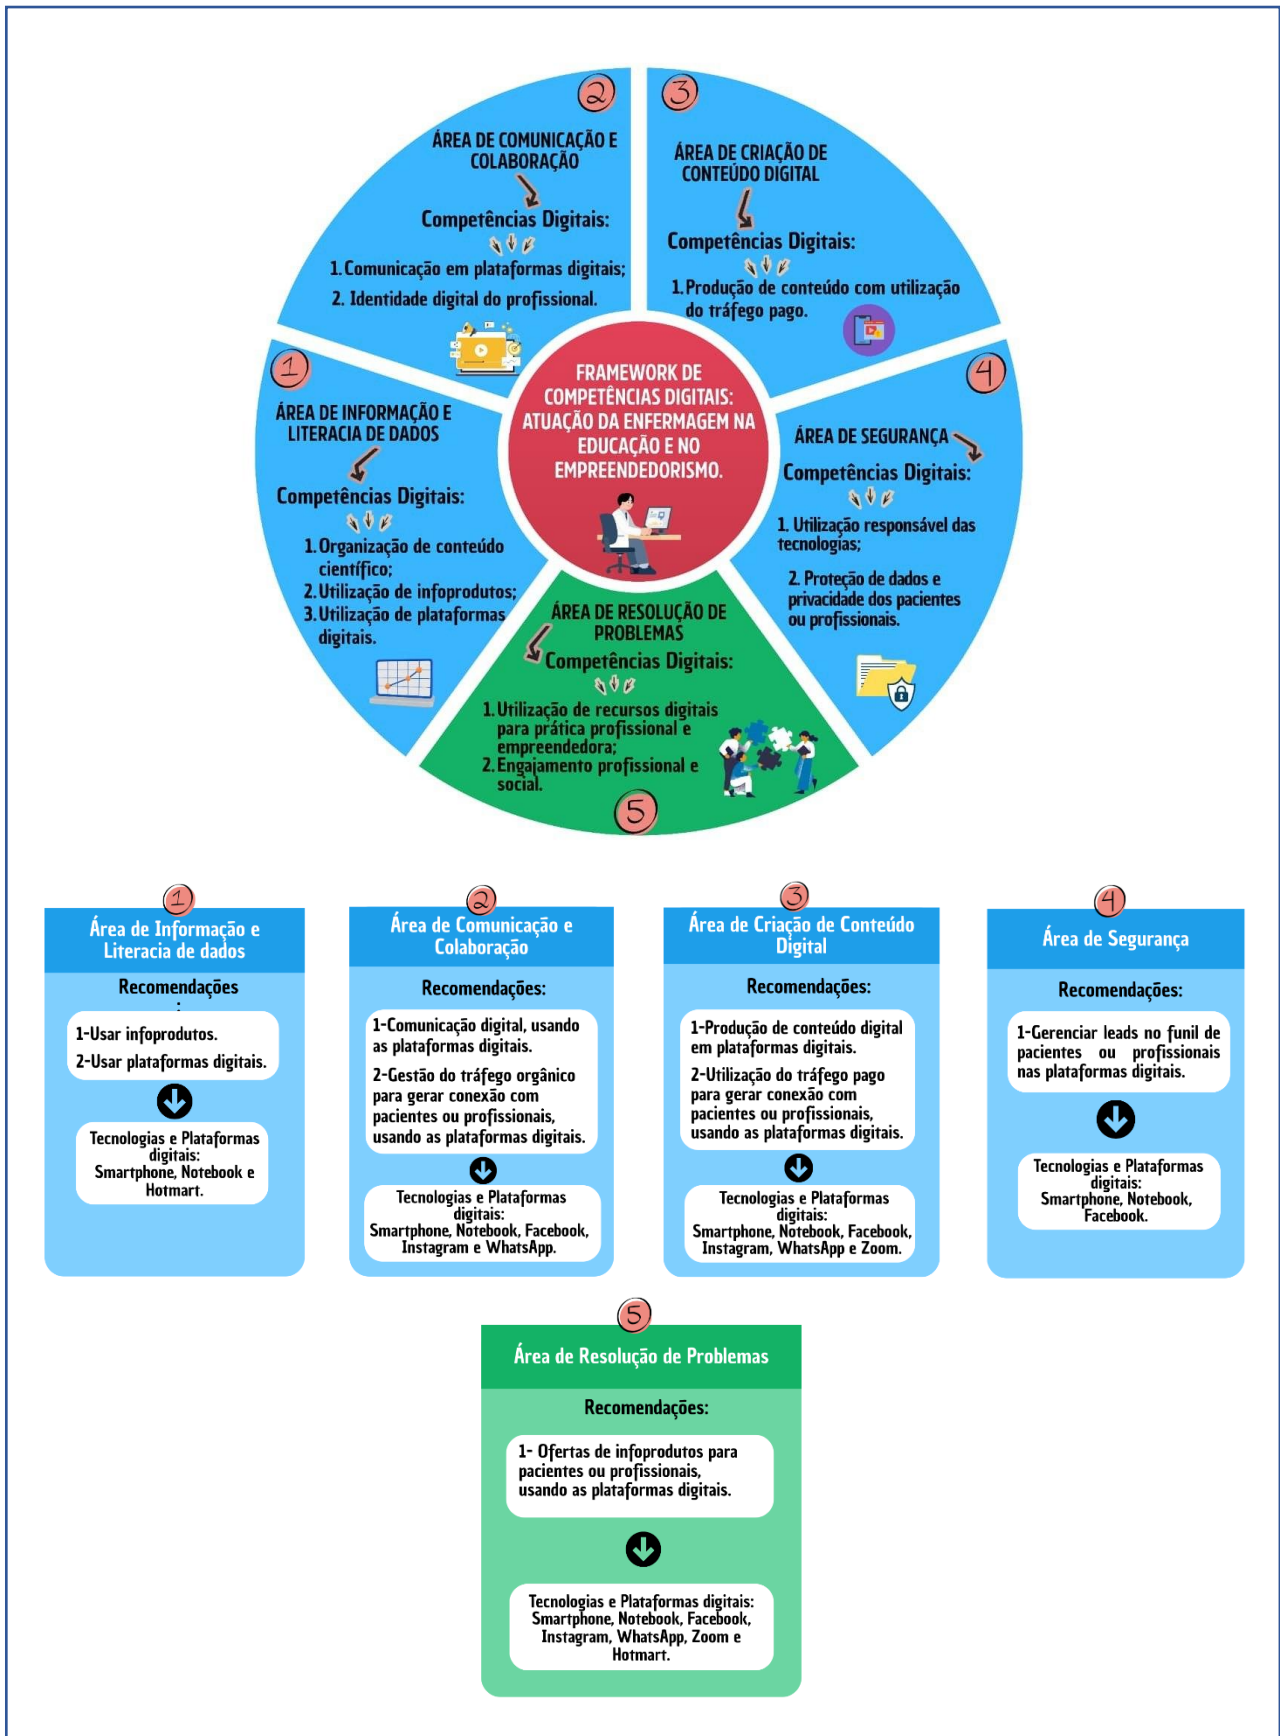 2
ÁREA DE COMUNICAÇÃO E
COLABORAÇÃO
Competências Digitais:
1.Comunicação em plataformas digitais;
2. Identidade digital do profissional.
3
ÁREA DE CRIAÇÃO DE
CONTEÚDO DIGITAL
Competências Digitais:
1.Produção de conteúdo com utilização
do tráfego pago.
1
ÁREA DE INFORMAÇÃO E
LITERACIA DE DADOS
Competências Digitais:
1.Organização de conteúdo
científico;
2.Utilização de infoprodutos;
3.Utilização de plataformas
digitais.
FRAMEWORK DE
COMPETÊNCIAS DIGITAIS:
ATUAÇÃO DA ENFERMAGEM NA
EDUCAÇÃO E NO
EMPREENDEDORISMO.
4
ÁREA DE SEGURANÇA
Competências Digitais:
1. Utilização responsável das
tecnologias;
2. Proteção de dados e
privacidade dos pacientes
ou profissionais.
ÁREA DE RESOLUÇÃO DE
PROBLEMAS
Competências Digitais:
1.Utilização de recursos digitais
para prática profissional e
empreendedora;
2.Engajamento profissional e
social.
5
1
Área de Informação e
Literacia de dados
Recomendações
:
1-Usar infoprodutos.
2-Usar plataformas digitais.
Tecnologias e Plataformas
digitais:
Smartphone, Notebook e
Hotmart.
2
Área de Comunicação e
Colaboração
Recomendações:
1-Comunicação digital, usando
as plataformas digitais.
2-Gestão do tráfego orgânico
para gerar conexão com
pacientes ou profissionais,
usando as plataformas digitais.
Tecnologias e Plataformas
digitais:
Smartphone, Notebook, Facebook,
Instagram e WhatsApp.
3
Área de Criação de Conteúdo
Digital
Recomendações:
1-Produção de conteúdo digital
em plataformas digitais.
2-Utilização do tráfego pago
para gerar conexão com
pacientes ou profissionais,
usando as plataformas digitais.
Tecnologias e Plataformas
digitais:
Smartphone, Notebook, Facebook,
Instagram, WhatsApp e Zoom.
4
Área de Segurança
Recomendações:
1-Gerenciar leads no funil de
pacientes ou profissionais
nas plataformas digitais.
Tecnologias e Plataformas
digitais:
Smartphone, Notebook,
Facebook.
5
Área de Resolução de Problemas
Recomendações:
1- Ofertas de infoprodutos para
pacientes ou profissionais,
usando as plataformas digitais.
Tecnologias e Plataformas digitais:
Smartphone, Notebook, Facebook,
Instagram, WhatsApp, Zoom e
Hotmart.